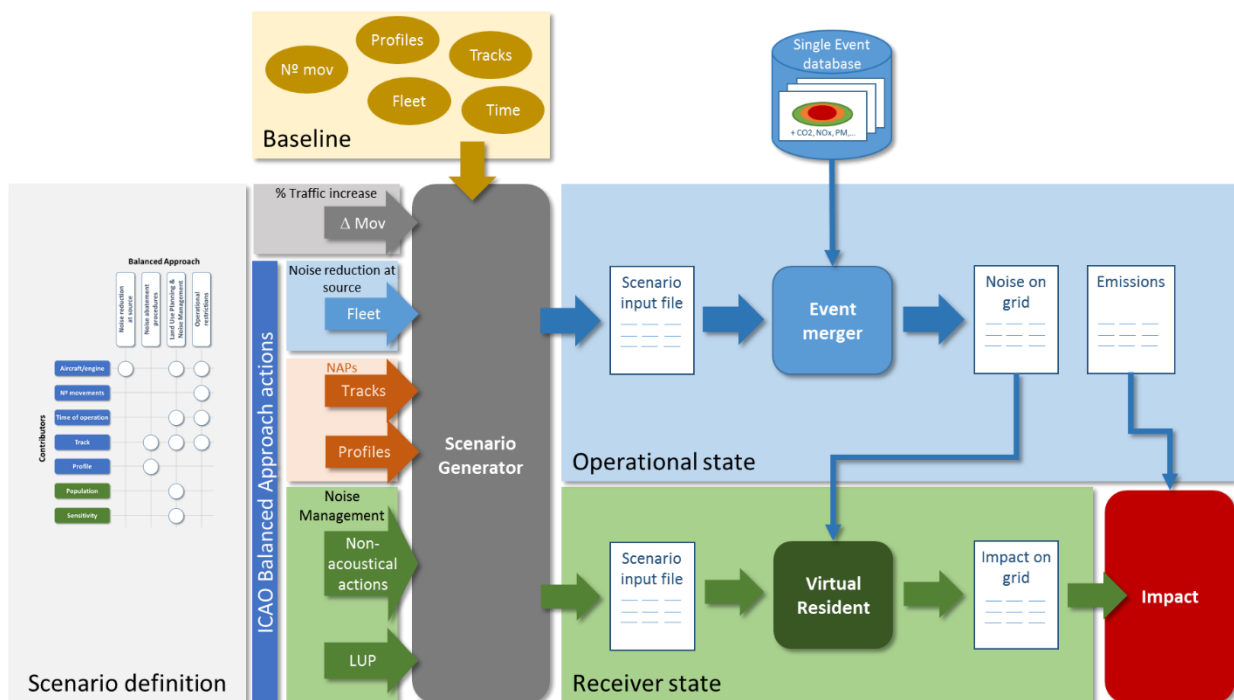 Profiles
Tracks
Nº mov
Fleet
Time
Baseline
Single Event
database
+ CO2, NOx, PM,...
% Traffic increase
Δ Mov
Noise reduction at
source
Fleet
NAPs
Tracks
Profiles
Noise
Management
Non-
acoustical
actions
LUP
ICAO Balanced Approach actions
Scenario
Generator
Balanced Approach
Noise reduction
at source
Noise abatement
procedures
Land Use Planning &
Noise Management
Operational
restrictions
Contributors
Aircraft/engine
Nº movements
Time of operation
Track
Profile
Population
Sensitivity
Scenario definition
Scenario
input file
Event
merger
Noise on
grid
Emissions
Operational state
Scenario
input file
Virtual
Resident
Impact on
grid
Impact
Receiver state